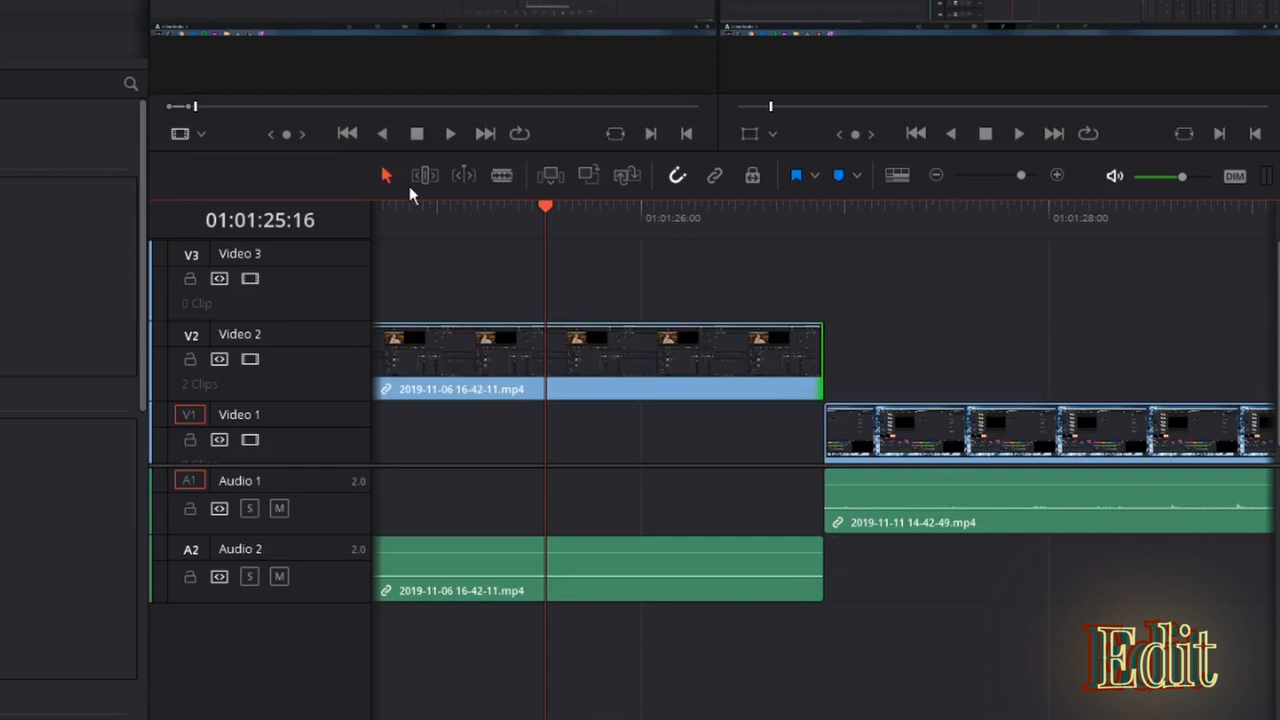 DIM
01:01:25:16
01:01:26:00
01:01:28:00
V3 Video 3
0 Clip
V2 Video 2
2 Clips
2019-11-06 16-42-11.mp4
V1 Video 1
A1 Audio 1 2.0
S M
2019-11-11 14-42-49.mp4
A2 Audio 2 2.0
S M
2019-11-06 16-42-11.mp4
Edit